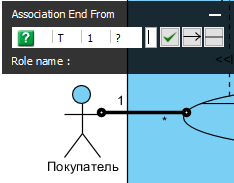 Association End From
? T 1 ?
Role name :
<<I
1
*
Покупатель